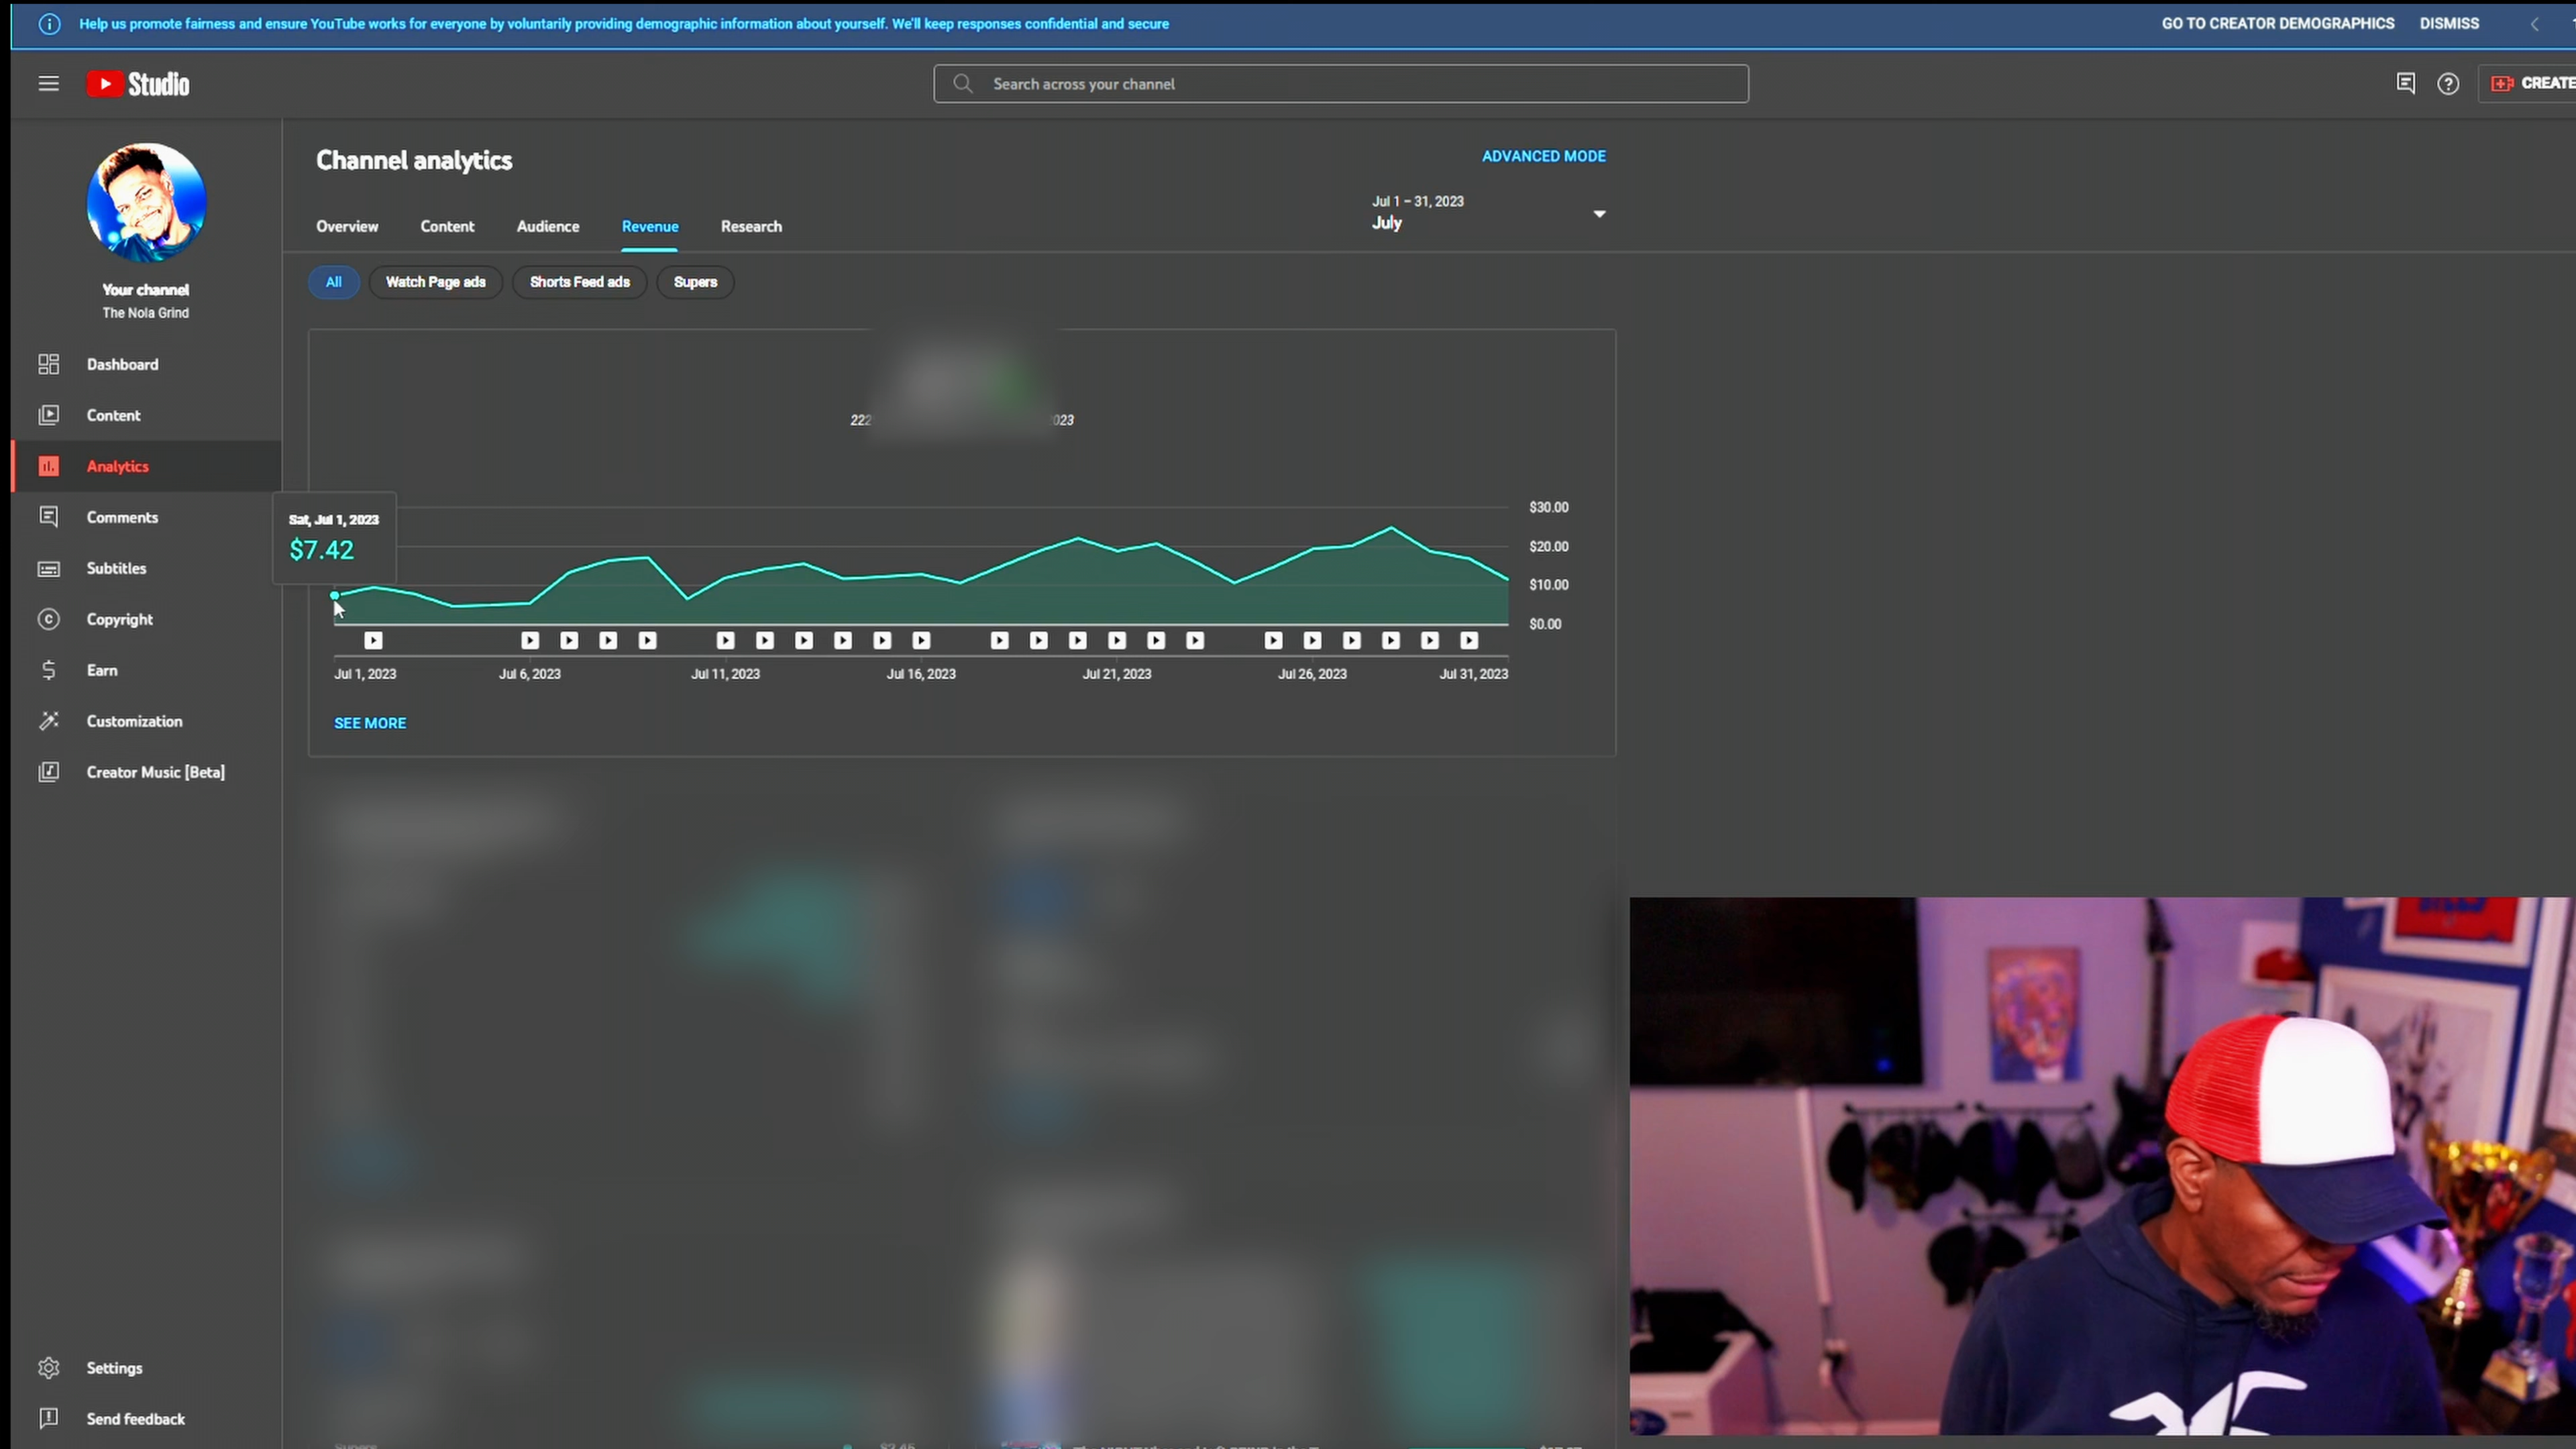 Help us promote fairness and ensure YouTube works for everyone by voluntarily providing demographic information about yourself. We'll keep responses confidential and secure
GO TO CREATOR DEMOGRAPHICS
DISMISS
Studio
Search across your channel
CREATE
Your channel
The Nola Grind
Dashboard
Content
Analytics
Comments
Subtitles
Copyright
Earn
Customization
Creator Music [Beta]
Settings
Send feedback
Channel analytics
ADVANCED MODE
Jul 1 – 31, 2023
July
Overview
Content
Audience
Revenue
Research
All
Watch Page ads
Shorts Feed ads
Supers
Sat, Jul 1, 2023
$7.42
$30.00
$20.00
$10.00
$0.00
Jul 1, 2023
Jul 6, 2023
Jul 11, 2023
Jul 16, 2023
Jul 21, 2023
Jul 26, 2023
Jul 31, 2023
SEE MORE